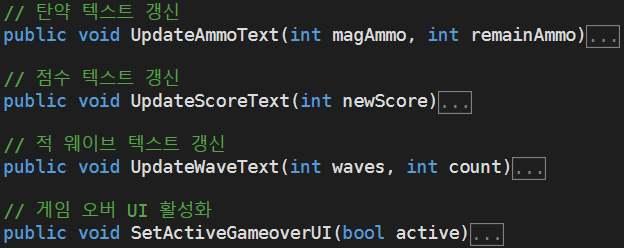 // 탄약 텍스트 갱신
public void UpdateAmmoText(int magAmmo, int remainAmmo)...
// 점수 텍스트 갱신
public void UpdateScoreText(int newScore)...
// 적 웨이브 텍스트 갱신
public void UpdateWaveText(int waves, int count)...
// 게임 오버 UI 활성화
public void SetActiveGameoverUI(bool active)...